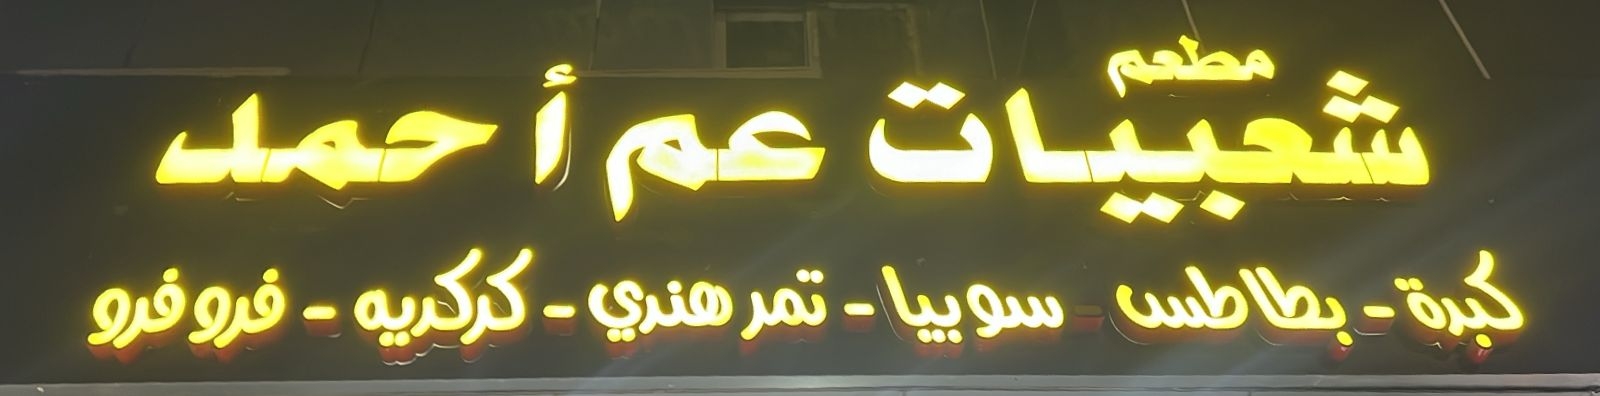 مطعم
شعبيات عم أحمد
كبدة - بطاطس - سوبيا - تمر هندي - كركديه - فروفرو